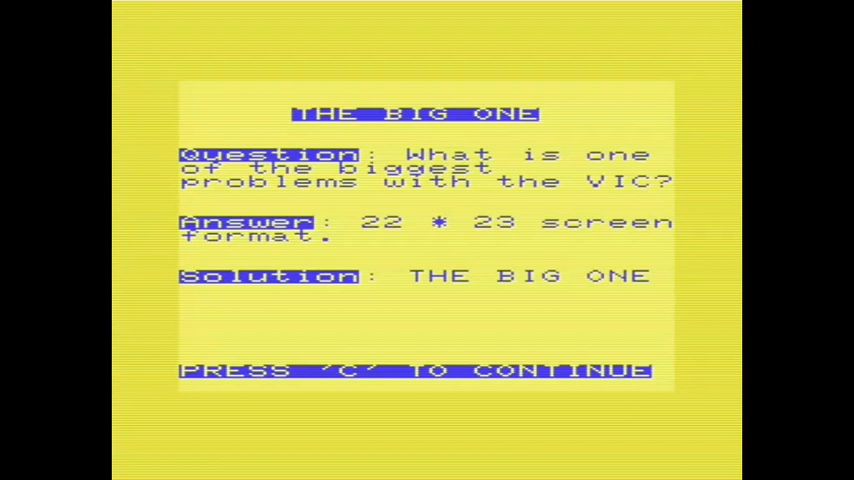 THE BIG ONE
Question: What is one
of the biggest
problems with the VIC?
Answer: 22 * 23 screen
format.
Solution: THE BIG ONE
PRESS 'C' TO CONTINUE